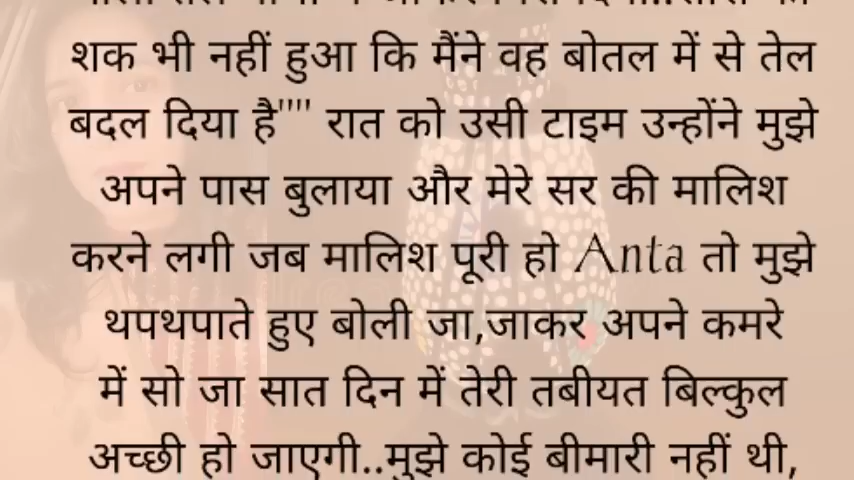 शक भी नहीं हुआ कि मैंने वह बोतल में से तेल
बदल दिया है"" रात को उसी टाइम उन्होंने मुझे
अपने पास बुलाया और मेरे सर की मालिश
करने लगी जब मालिश पूरी हो Anta तो मुझे
थपथपाते हुए बोली जा,जाकर अपने कमरे
में सो जा सात दिन में तेरी तबीयत बिल्कुल
अच्छी हो जाएगी..मुझे कोई बीमारी नहीं थी,